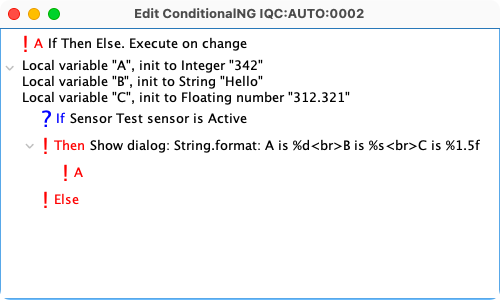 Edit ConditionalNG IQC:AUTO:0002
! A If Then Else. Execute on change
Local variable "A", init to Integer "342"
Local variable "B", init to String "Hello"
Local variable "C", init to Floating number "312.321"
? If Sensor Test sensor is Active
! Then Show dialog: String.format: A is %d<br>B is %s<br>C is %1.5f
! A
! Else